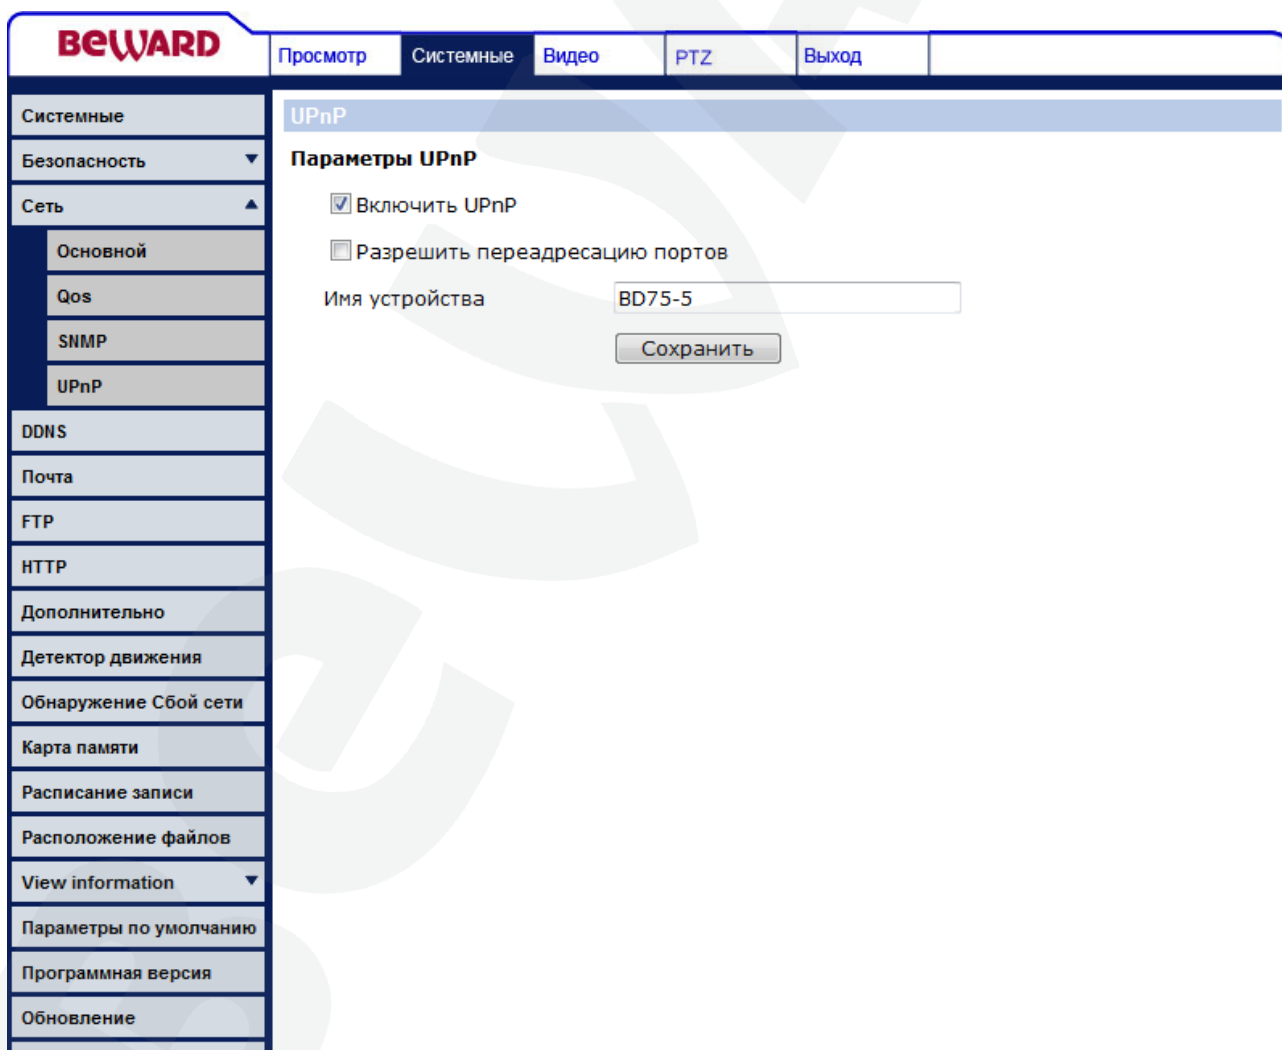 BEWARD
Просмотр
Системные
Видео
PTZ
Выход
Системные
Безопасность
Сеть
Основной
Qos
SNMP
UPnP
DDNS
Почта
FTP
HTTP
Дополнительно
Детектор движения
Обнаружение Сбой сети
Карта памяти
Расписание записи
Расположение файлов
View information
Параметры по умолчанию
Программная версия
Обновление
UPnP
Параметры UPnP
Включить UPnP
Разрешить переадресацию портов
Имя устройства BD75-5
Сохранить